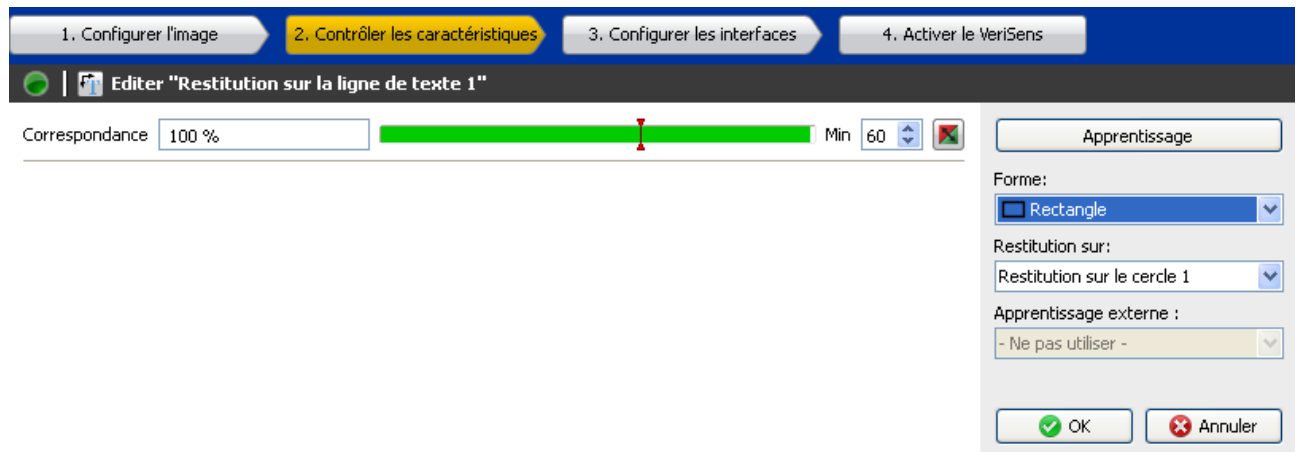 1. Configurer l'image
2. Contrôler les caractéristiques
3. Configurer les interfaces
4. Activer le VeriSens
Editer "Restitution sur la ligne de texte 1"
Correspondance 100 % Min 60
Apprentissage
Forme:
Rectangle
Restitution sur:
Restitution sur le cercle 1
Apprentissage externe :
- Ne pas utiliser -
OK Annuler